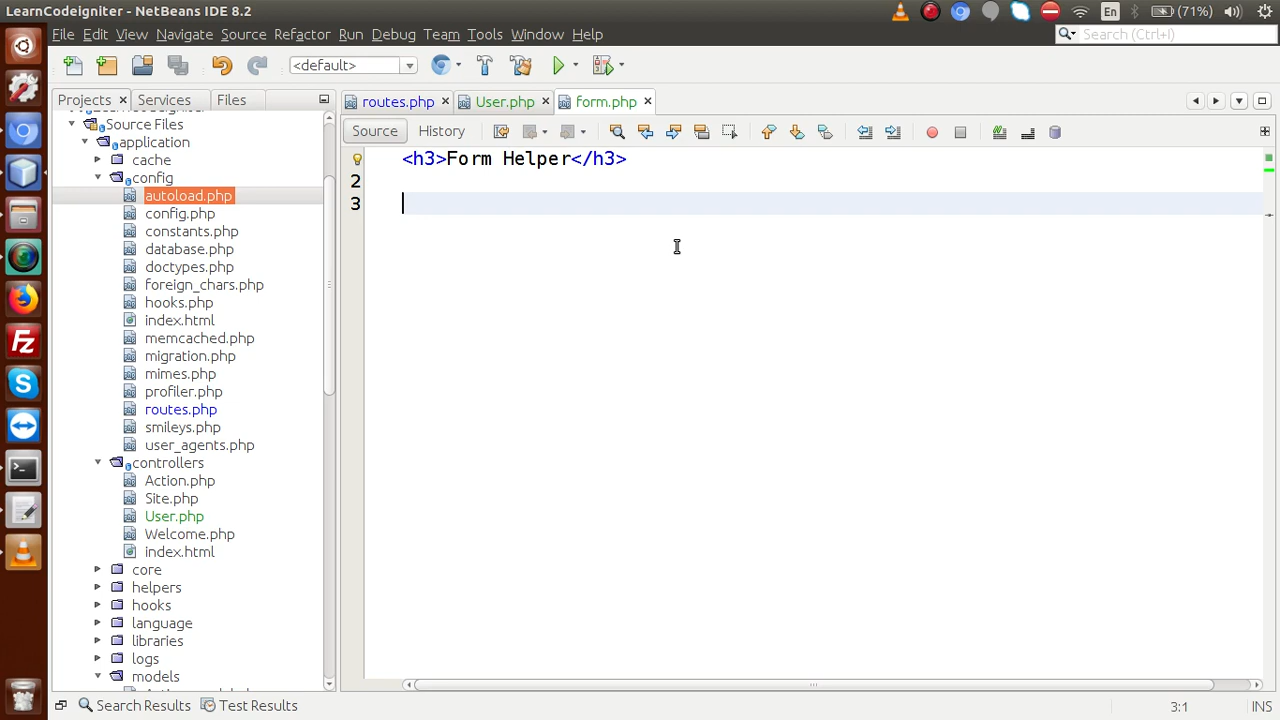 LearnCodeigniter - NetBeans IDE 8.2
En
(71%)
File Edit View Navigate Source Refactor Run Debug Team Tools Window Help
Search (Ctrl+I)
<default>
Projects Services Files
routes.php User.php form.php
Source History
Source Files
application
cache
config
autoload.php
config.php
constants.php
database.php
doctypes.php
foreign_chars.php
hooks.php
index.html
memcached.php
migration.php
mimes.php
profiler.php
routes.php
smileys.php
user_agents.php
controllers
Action.php
Site.php
User.php
Welcome.php
index.html
core
helpers
hooks
language
libraries
logs
models
<h3>Form Helper</h3>
2
3
Search Results Test Results
3:1 INS